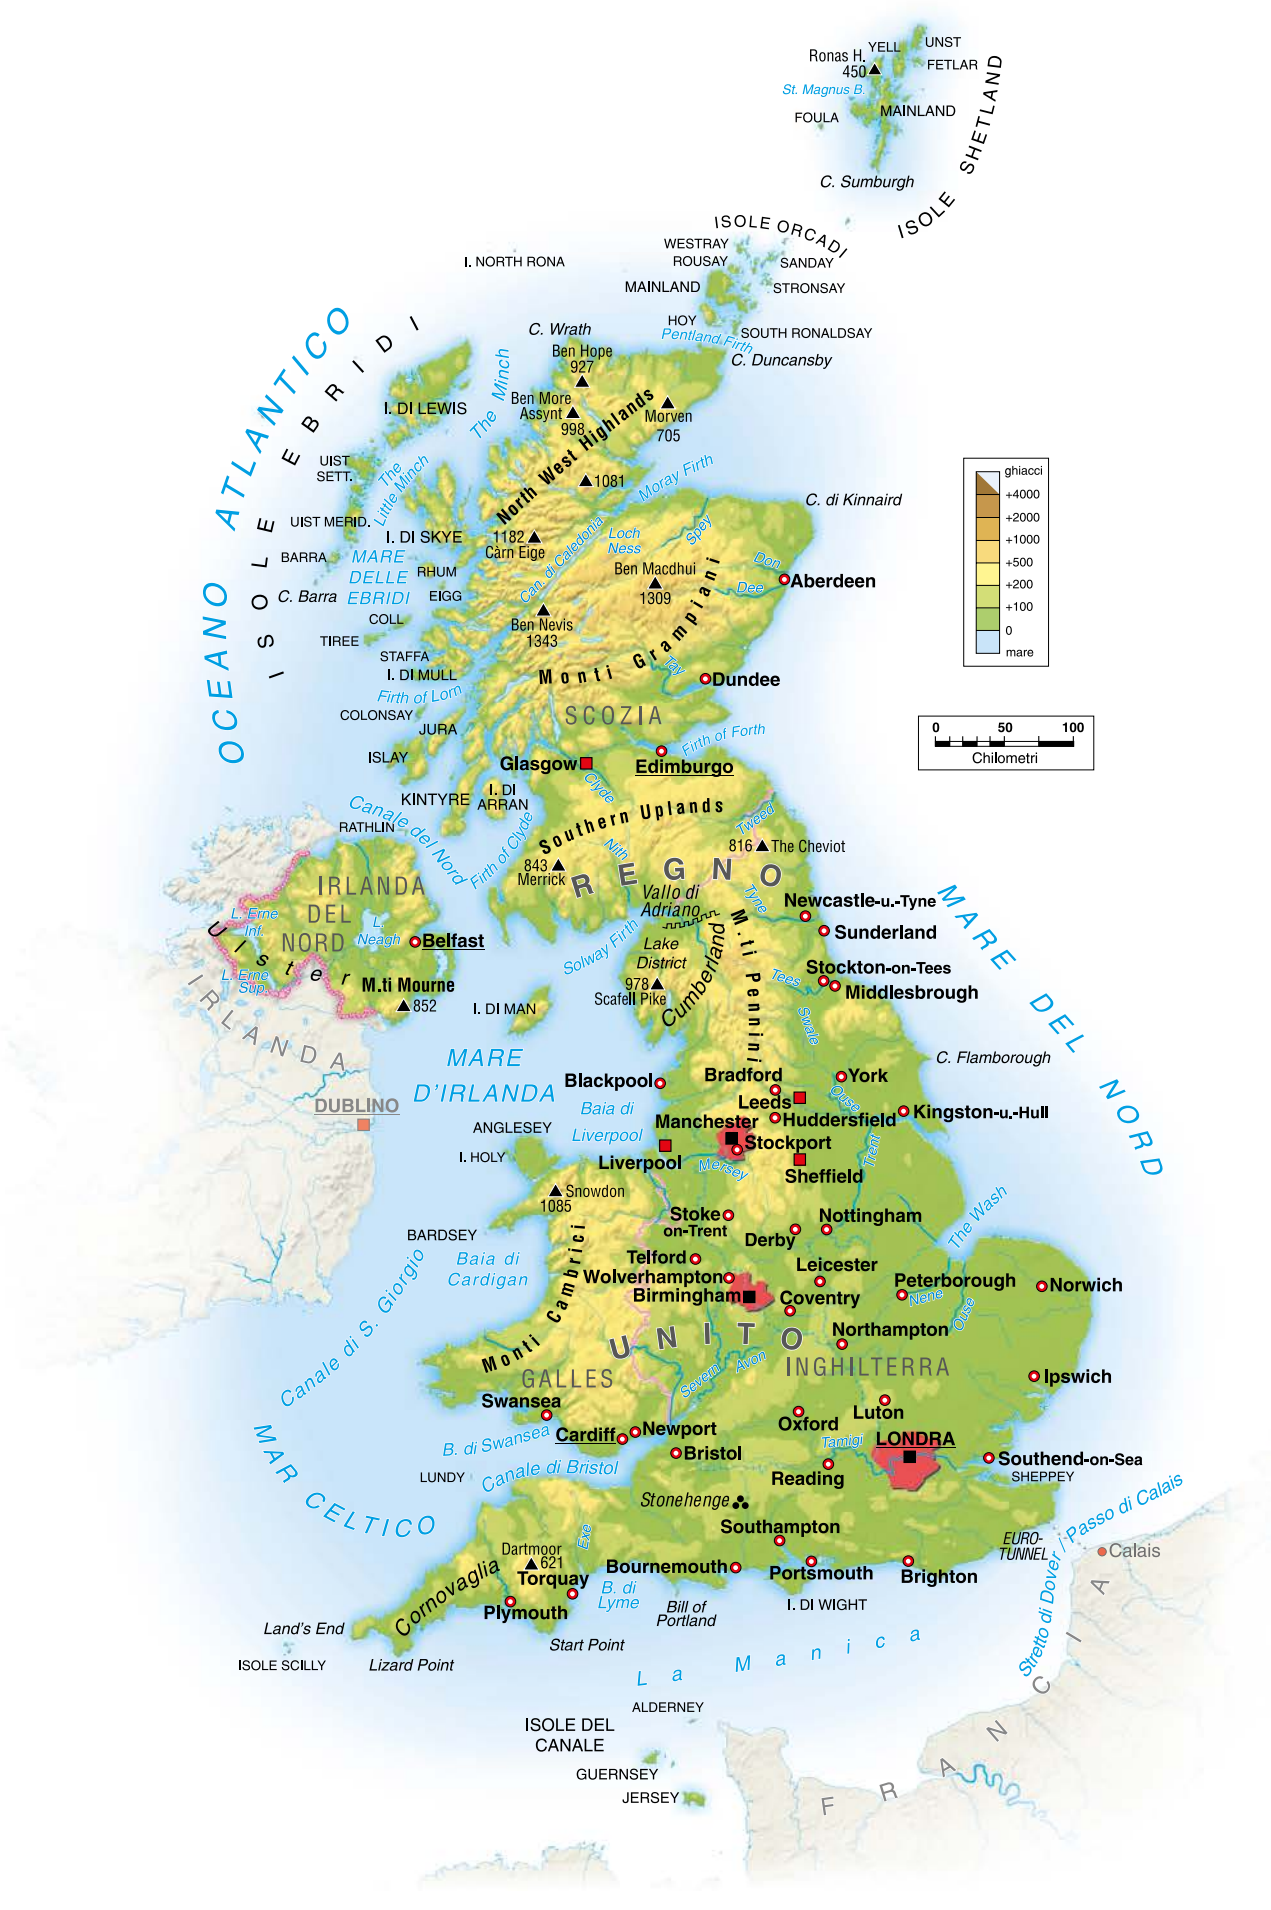 Ronas H.
450
YELL
UNST
FETLAR
St. Magnus B.
MAINLAND
FOULA
C. Sumburgh
ISOLE SHETLAND
ISOLE ORCADI
WESTRAY
ROUSAY
SANDAY
I. NORTH RONA
MAINLAND
STRONSAY
HOY
SOUTH RONALDSAY
Pentland Firth
C. Duncansby
C. Wrath
Ben Hope
927
OCEANO ATLANTICO
ISOLE EBRIDI
The Minch
Ben More
Assynt
998
Morven
705
I. DI LEWIS
North West Highlands
UIST
SETT.
The
Little Minch
1081
Moray Firth
C. di Kinnaird
UIST MERID.
I. DI SKYE
1182
Càrn Eige
Loch
Ness
Spey
BARRA
MARE
DELLE
EBRIDI
RHUM
Can. di Caledonia
Ben Macdhui
1309
Don
Dee
Aberdeen
C. Barra
EIGG
COLL
Ben Nevis
1343
TIREE
STAFFA
I. DI MULL
Monti Grampiani
Tay
Dundee
Firth of Lorn
COLONSAY
JURA
SCOZIA
Firth of Forth
ISLAY
Glasgow
Edimburgo
Clyde
KINTYRE
I. DI
ARRAN
Canale del Nord
RATHLIN
Firth of Clyde
Southern Uplands
Tweed
816
The Cheviot
843
Merrick
Nith
REGNO
UNITO
ghiacci
+4000
+2000
+1000
+500
+200
+100
0
mare
0
50
100
Chilometri
IRLANDA
DEL
NORD
L. Erne
Inf.
L.
Neagh
Belfast
Ulster
L. Erne
Sup.
M.ti Mourne
852
IRLANDA
DUBLINO
Vallo di
Adriano
Tyne
Newcastle-u.-Tyne
Sunderland
Solway Firth
Lake
District
Cumberland
978
Scafell Pike
M.ti Pennini
Stockton-on-Tees
Tees
Middlesbrough
I. DI MAN
Swale
MARE DEL NORD
MARE
D'IRLANDA
C. Flamborough
Blackpool
Bradford
York
Leeds
Ouse
Baia di
Liverpool
Manchester
Huddersfield
Kingston-u.-Hull
Stockport
ANGLESEY
I. HOLY
Liverpool
Mersey
Sheffield
Trent
Snowdon
1085
BARDSEY
Stoke
on-Trent
Nottingham
Derby
The Wash
Baia di
Cardigan
Telford
Leicester
Wolverhampton
Birmingham
Peterborough
Norwich
Coventry
Nene
Ouse
Canale di S. Giorgio
Monti Cambrici
Northampton
Severn
Avon
INGHILTERRA
GALLES
Ipswich
Swansea
Oxford
Luton
B. di Swansea
Cardiff
Newport
Bristol
Tamigi
LONDRA
Southend-on-Sea
SHEPPEY
LUNDY
Canale di Bristol
Reading
MAR CELTICO
Stonehenge
Southampton
EURO-
TUNNEL
Stretto di Dover / Passo di Calais
Calais
Dartmoor
621
Exe
Bournemouth
Portsmouth
Brighton
Torquay
B. di
Lyme
Cornovaglia
Plymouth
Bill of
Portland
I. DI WIGHT
Land's End
Start Point
ISOLE SCILLY
Lizard Point
La Manica
ALDERNEY
ISOLE DEL
CANALE
GUERNSEY
JERSEY
FRANCIA